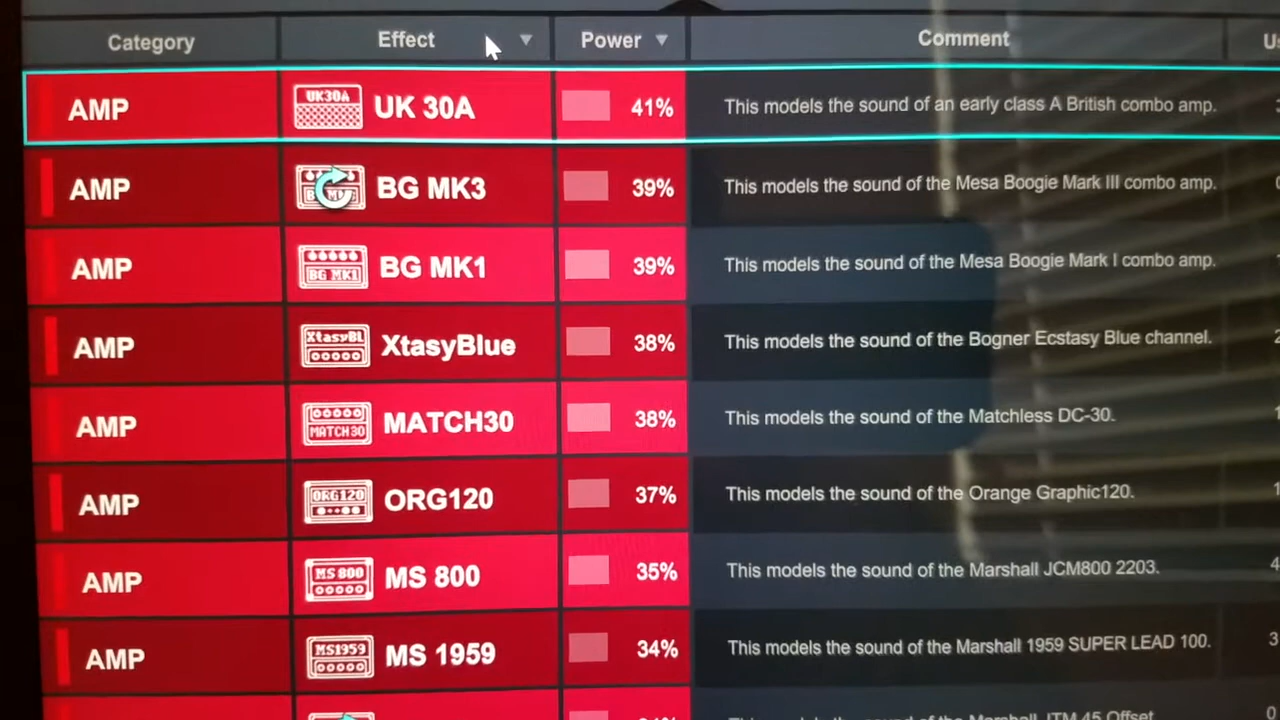 Category Effect Power Comment
AMP UK30A UK 30A 41% This models the sound of an early class A British combo amp.
AMP BG MK3 39% This models the sound of the Mesa Boogie Mark III combo amp.
AMP BG MK1 BG MK1 39% This models the sound of the Mesa Boogie Mark I combo amp.
AMP XtasyBL XtasyBlue 38% This models the sound of the Bogner Ecstasy Blue channel.
AMP MATCH30 MATCH30 38% This models the sound of the Matchless DC-30.
AMP ORG120 ORG120 37% This models the sound of the Orange Graphic120.
AMP MS 800 MS 800 35% This models the sound of the Marshall JCM800 2203. 4
AMP MS1959 MS 1959 34% This models the sound of the Marshall 1959 SUPER LEAD 100. 3